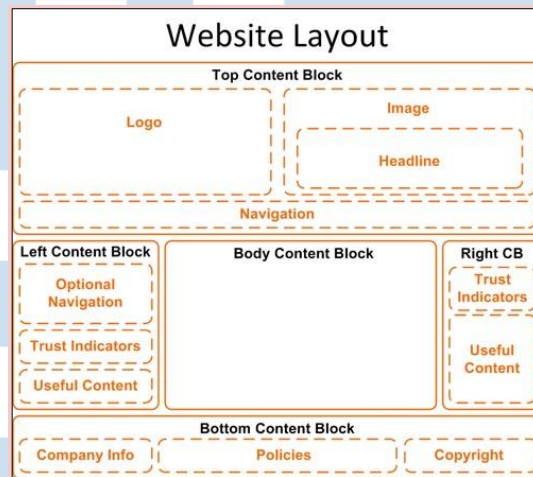 Website Layout
Top Content Block
Logo
Image
Headline
Navigation
Left Content Block
Optional
Navigation
Trust Indicators
Useful Content
Body Content Block
Right CB
Trust
Indicators
Useful
Content
Bottom Content Block
Company Info
Policies
Copyright